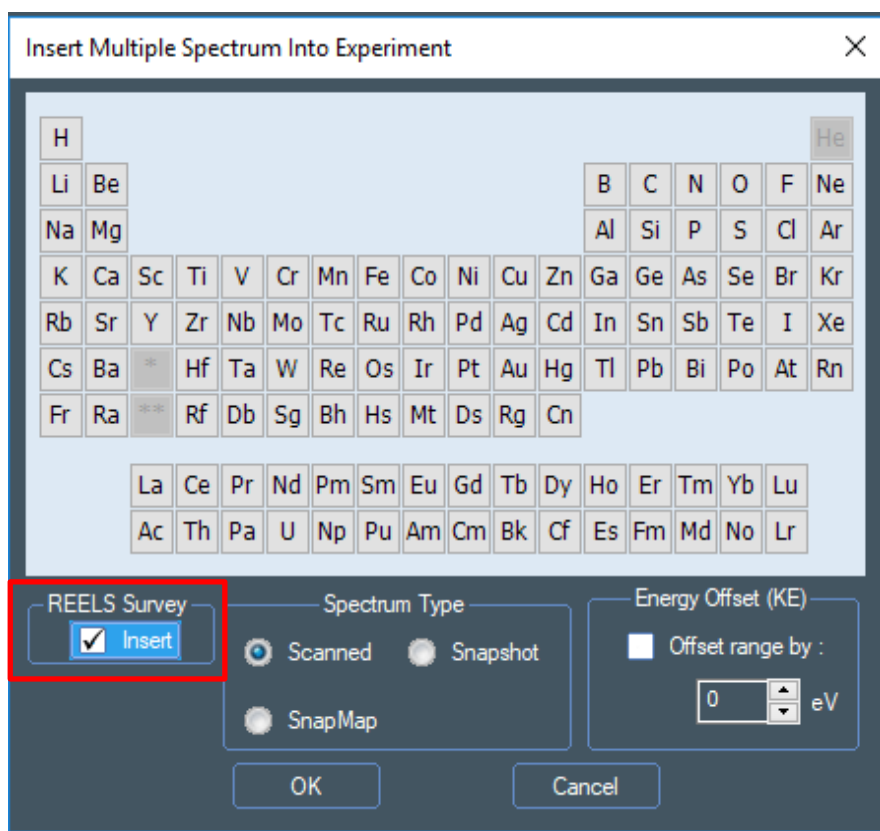 Insert Multiple Spectrum Into Experiment
H He
Li Be B C N O F Ne
Na Mg Al Si P S Cl Ar
K Ca Sc Ti V Cr Mn Fe Co Ni Cu Zn Ga Ge As Se Br Kr
Rb Sr Y Zr Nb Mo Tc Ru Rh Pd Ag Cd In Sn Sb Te I Xe
Cs Ba * Hf Ta W Re Os Ir Pt Au Hg Tl Pb Bi Po At Rn
Fr Ra ** Rf Db Sg Bh Hs Mt Ds Rg Cn
La Ce Pr Nd Pm Sm Eu Gd Tb Dy Ho Er Tm Yb Lu
Ac Th Pa U Np Pu Am Cm Bk Cf Es Fm Md No Lr
REELS Survey
Insert
Spectrum Type
Scanned Snapshot
SnapMap
Energy Offset (KE)
Offset range by :
0 eV
OK Cancel